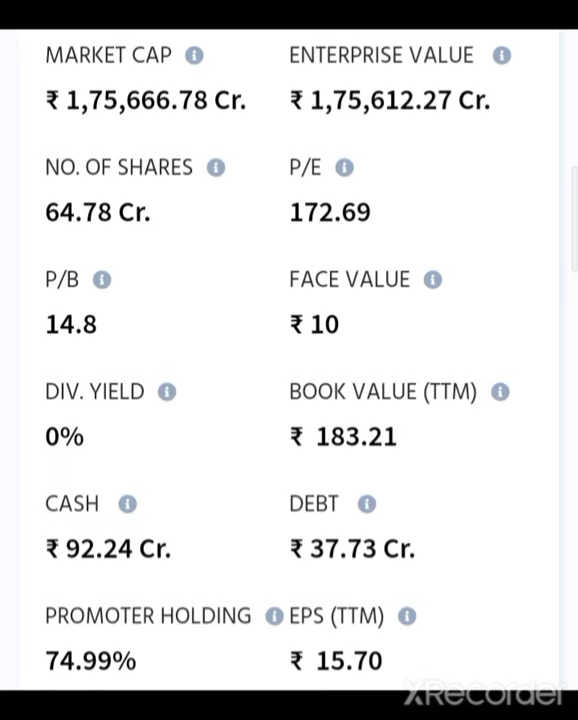 MARKET CAP ENTERPRISE VALUE
₹ 1,75,666.78 Cr. ₹ 1,75,612.27 Cr.
NO. OF SHARES P/E
64.78 Cr. 172.69
P/B FACE VALUE
14.8 ₹ 10
DIV. YIELD BOOK VALUE (TTM)
0% ₹ 183.21
CASH DEBT
₹ 92.24 Cr. ₹ 37.73 Cr.
PROMOTER HOLDING EPS (TTM)
74.99% ₹ 15.70
XRecorder